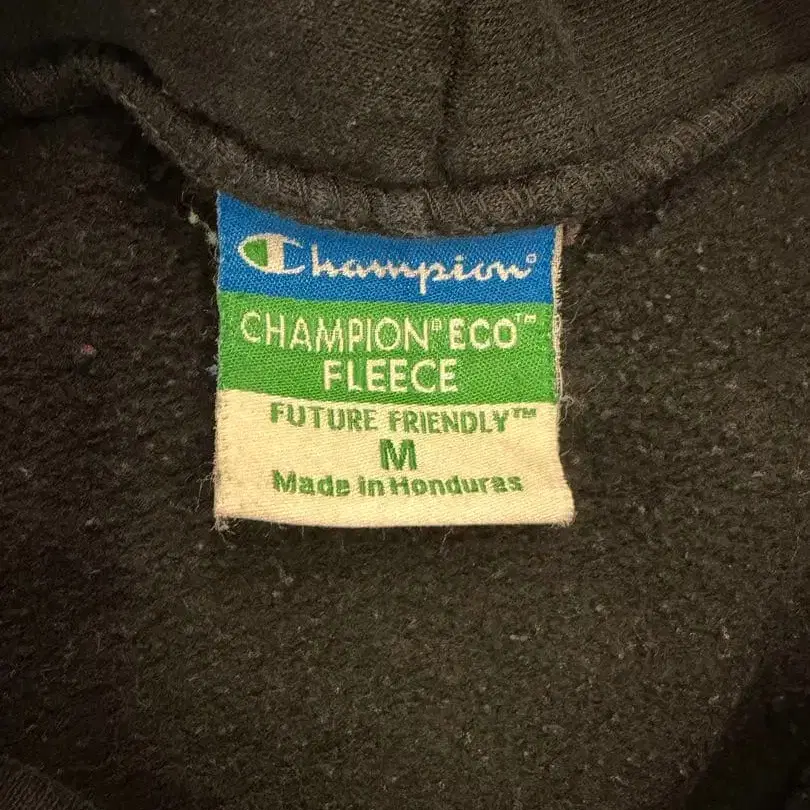 Champion®
CHAMPION® ECO™
FLEECE
FUTURE FRIENDLY™
M
Made in Honduras